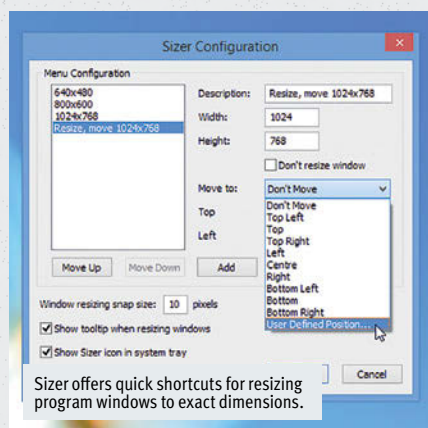 Sizer Configuration
Menu Configuration
640x480
800x600
1024x768
Resize, move 1024x768
Description: Resize, move 1024x768
Width: 1024
Height: 768
Don't resize window
Move to: Don't Move
Don't Move
Top Left
Top
Top Right
Left
Centre
Right
Bottom Left
Bottom
Bottom Right
User Defined Position...
Top
Left
Move Up Move Down Add
Window resizing snap size: 10 pixels
Show tooltip when resizing windows
Show Sizer icon in system tray
Cancel
Sizer offers quick shortcuts for resizing
program windows to exact dimensions.